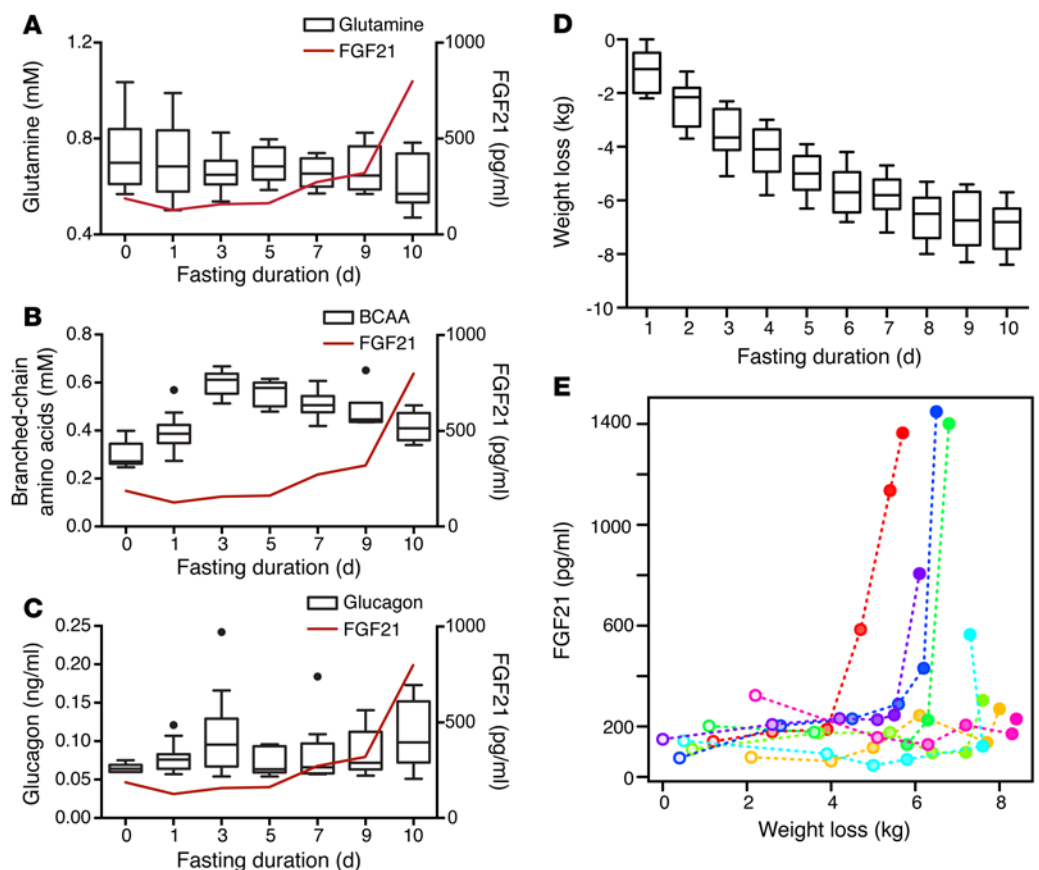 A
Glutamine
FGF21
Glutamine (mM)
1.2
0.8
0.4
1000
500
0
FGF21
(pg/ml)
0 1 3 5 7 9 10
Fasting duration (d)
B
BCAA
FGF21
Branched-chain
amino acids (mM)
0.8
0.6
0.4
0.2
0.0
1000
500
0
FGF21
(pg/ml)
0 1 3 5 7 9 10
Fasting duration (d)
C
Glucagon
FGF21
Glucagon (ng/ml)
0.25
0.20
0.15
0.10
0.05
0.00
1000
500
0
FGF21
(pg/ml)
0 1 3 5 7 9 10
Fasting duration (d)
D
Weight loss (kg)
0
-2
-4
-6
-8
-10
1 2 3 4 5 6 7 8 9 10
Fasting duration (d)
E
FGF21 (pg/ml)
1400
1000
600
200
0
0 2 4 6 8
Weight loss (kg)